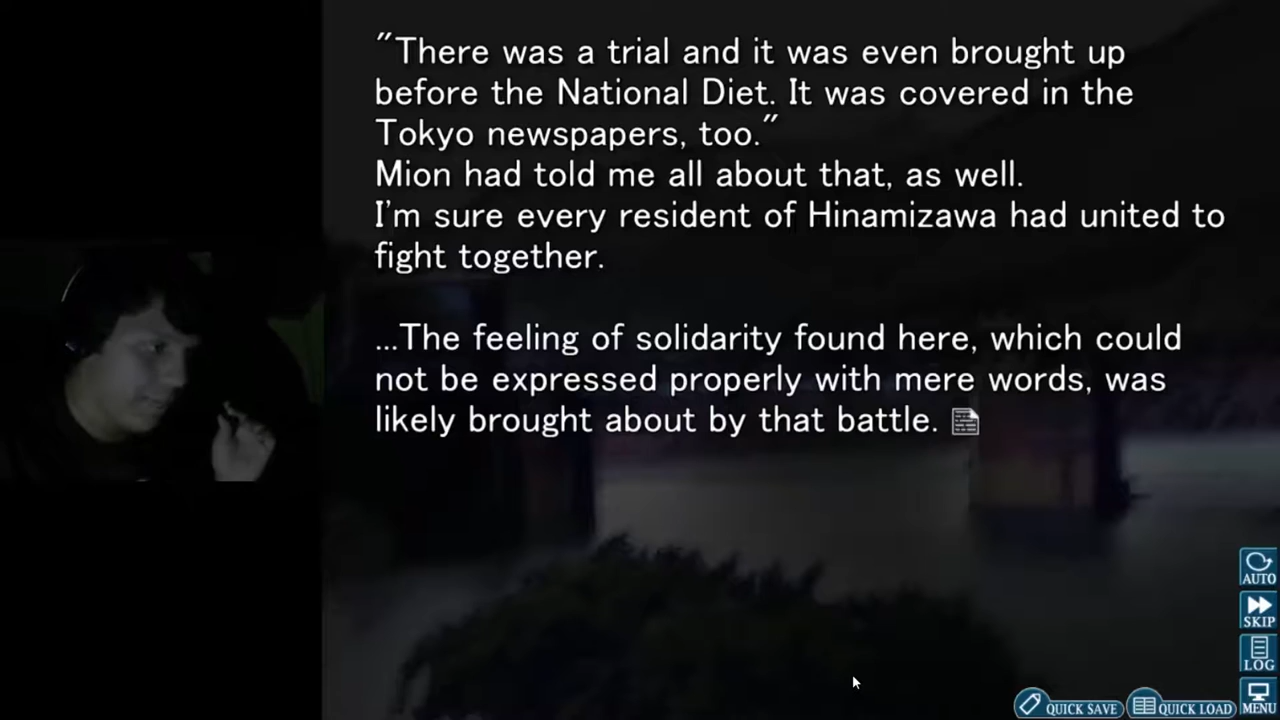 "There was a trial and it was even brought up
before the National Diet. It was covered in the
Tokyo newspapers, too."
Mion had told me all about that, as well.
I'm sure every resident of Hinamizawa had united to
fight together.
...The feeling of solidarity found here, which could
not be expressed properly with mere words, was
likely brought about by that battle.
AUTO
SKIP
LOG
QUICK SAVE
QUICK LOAD
MENU